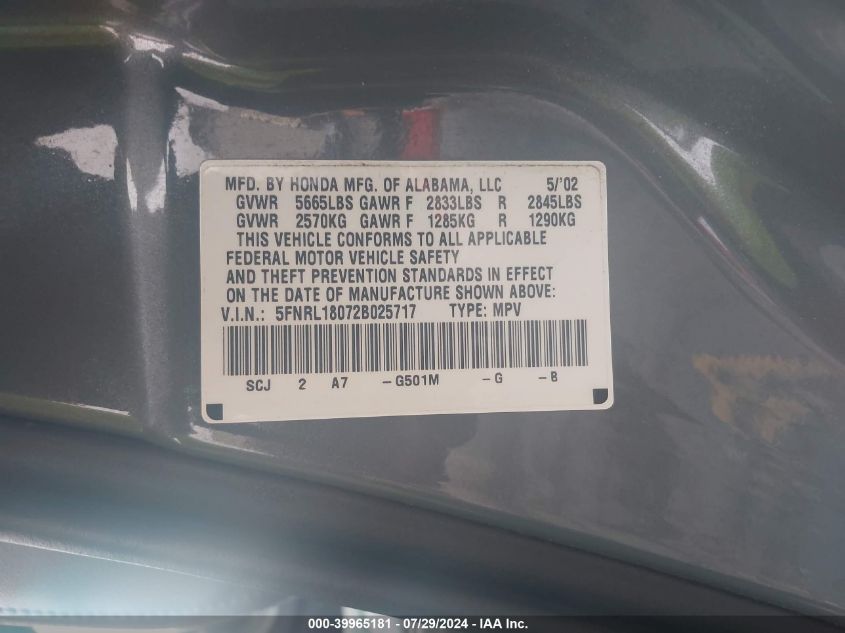 MFD. BY HONDA MFG. OF ALABAMA, LLC 5/'02
GVWR 5665LBS GAWR F 2833LBS R 2845LBS
GVWR 2570KG GAWR F 1285KG R 1290KG
THIS VEHICLE CONFORMS TO ALL APPLICABLE
FEDERAL MOTOR VEHICLE SAFETY
AND THEFT PREVENTION STANDARDS IN EFFECT
ON THE DATE OF MANUFACTURE SHOWN ABOVE:
V.I.N.: 5FNRL18072B025717 TYPE: MPV
SCJ 2 A7 -G501M -G -B
000-39965181 - 07/29/2024 - IAA Inc.